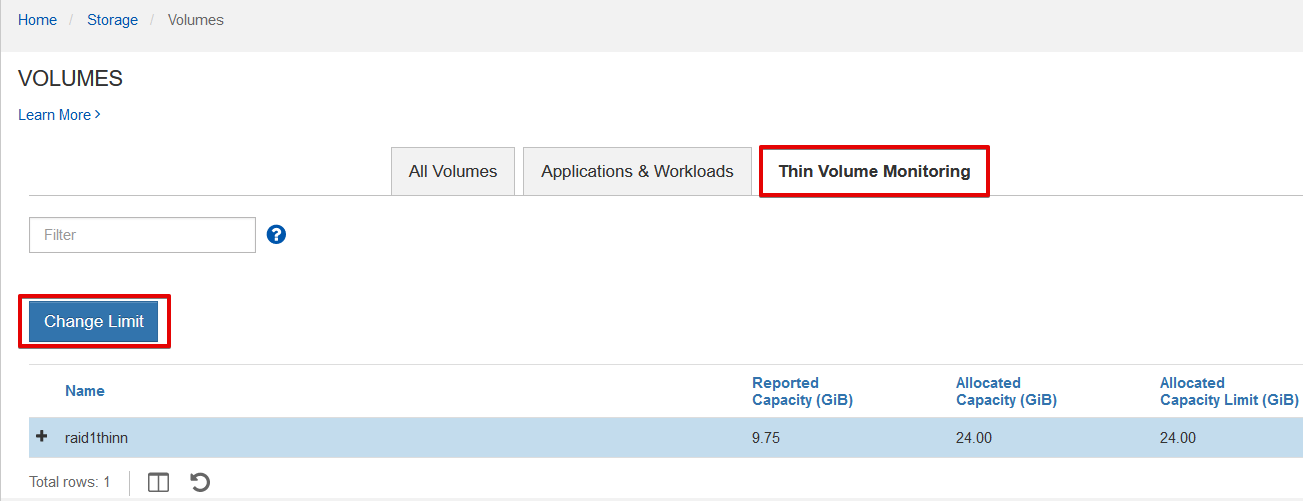 Home / Storage / Volumes
VOLUMES
Learn More >
All Volumes Applications & Workloads Thin Volume Monitoring
Filter ?
Change Limit
Name Reported Capacity (GiB) Allocated Capacity (GiB) Allocated Capacity Limit (GiB)
+ raid1thinn 9.75 24.00 24.00
Total rows: 1